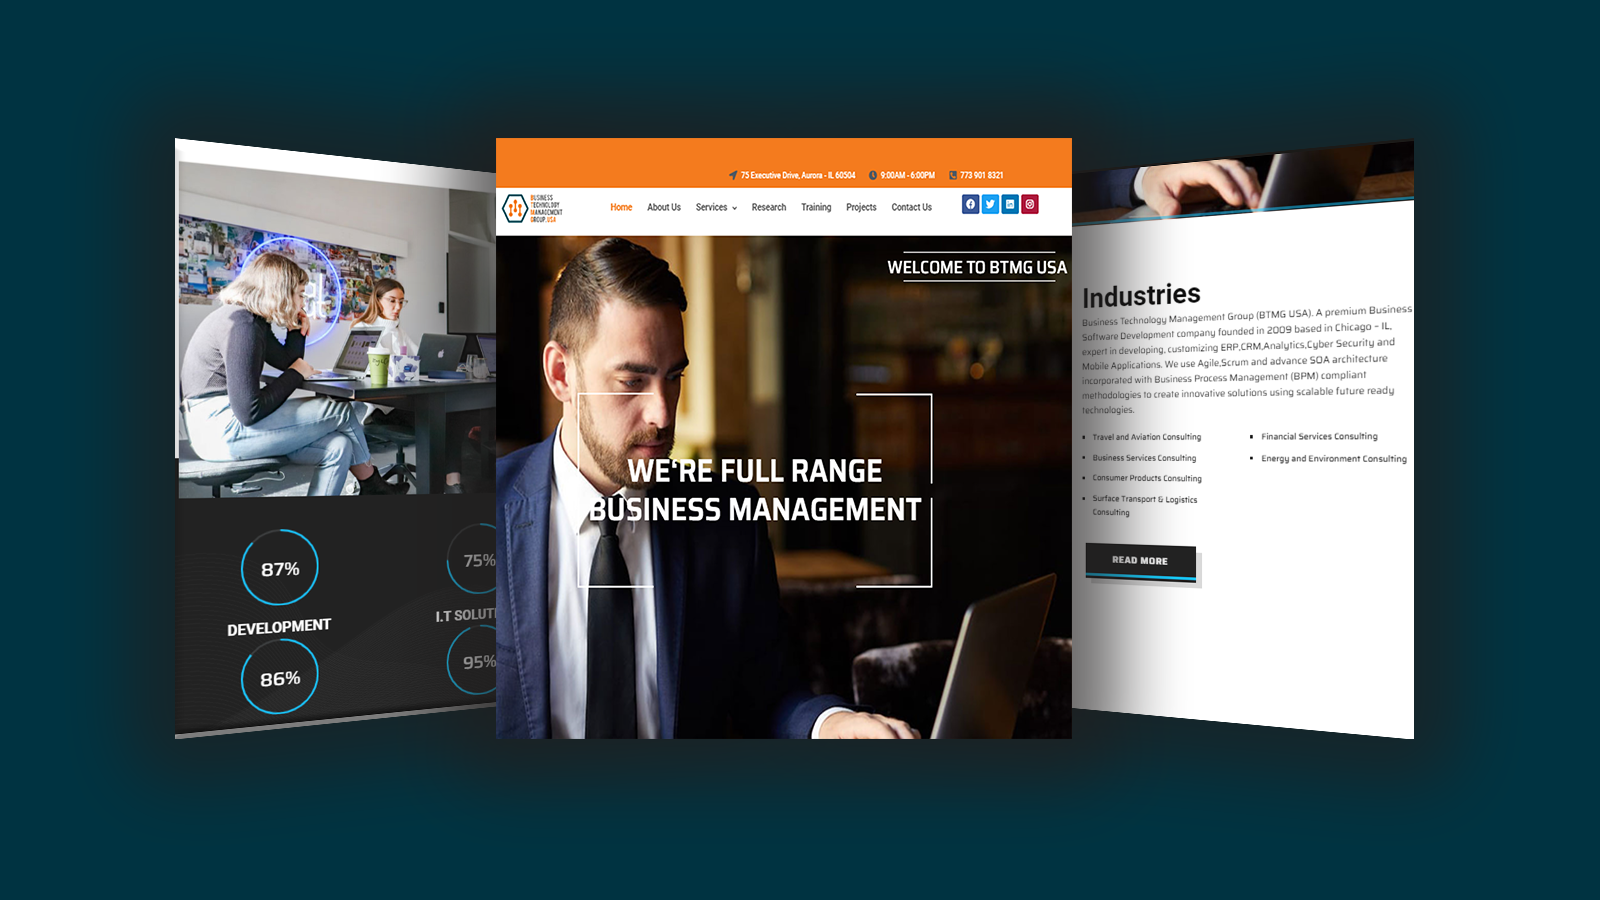 87%
75%
DEVELOPMENT
I.T SOLUT
86%
95%
75 Executive Drive, Aurora - IL 60504
9:00AM - 6:00PM
773 901 8321
BUSINESS
TECHNOLOGY
MANAGEMENT
GROUP.USA
Home About Us Services Research Training Projects Contact Us
WELCOME TO BTMG USA
WE'RE FULL RANGE
BUSINESS MANAGEMENT
Industries
Business Technology Management Group (BTMG USA). A premium Business
Software Development company founded in 2009 based in Chicago – IL,
expert in developing, customizing ERP,CRM,Analytics,Cyber Security and
Mobile Applications. We use Agile,Scrum and advance SOA architecture
incorporated with Business Process Management (BPM) compliant
methodologies to create innovative solutions using scalable future ready
technologies.
Travel and Aviation Consulting
Business Services Consulting
Consumer Products Consulting
Surface Transport & Logistics
Consulting
Financial Services Consulting
Energy and Environment Consulting
READ MORE